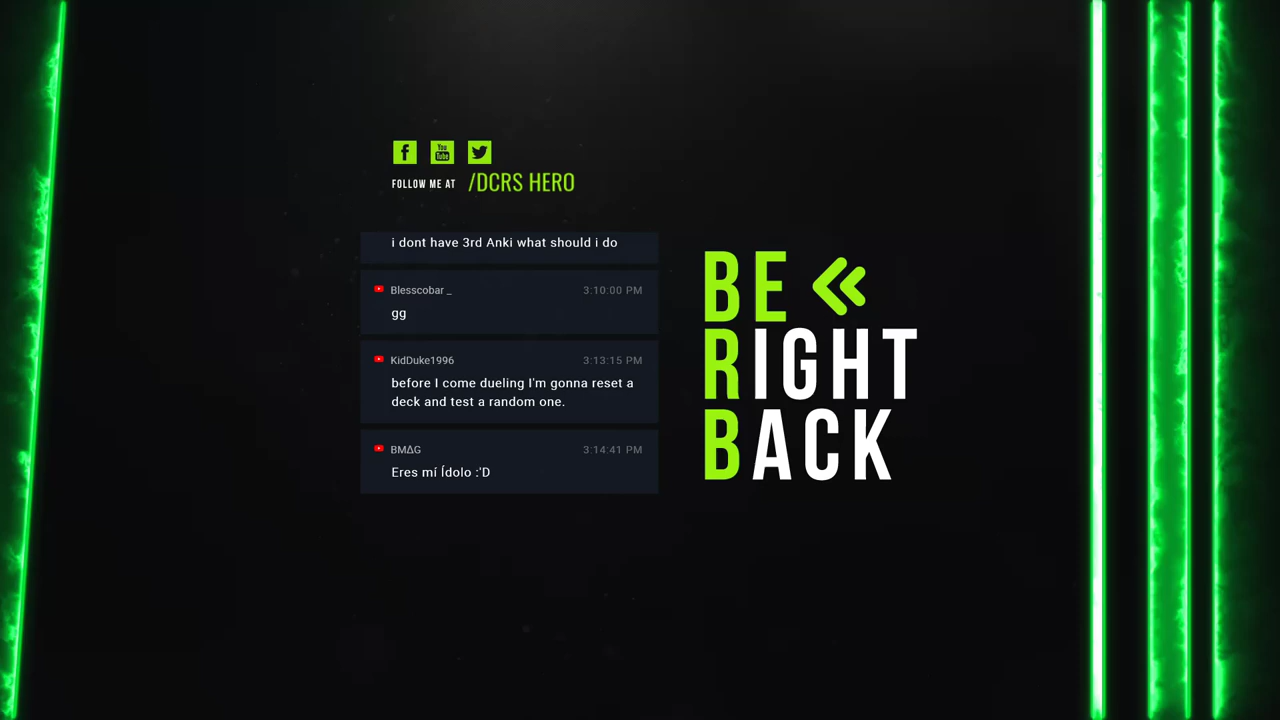 FOLLOW ME AT /DCRS HERO
i dont have 3rd Anki what should i do
Blesscobar _ 3:10:00 PM
gg
KidDuke1996 3:13:15 PM
before I come dueling I'm gonna reset a
deck and test a random one.
BMΔG 3:14:41 PM
Eres mí Ídolo :'D
BE
RIGHT
BACK